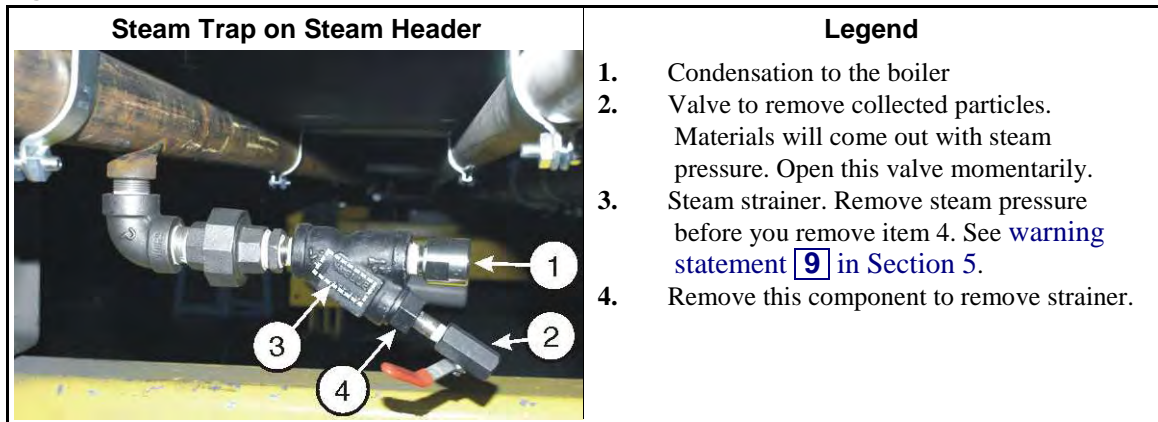 Steam Trap on Steam Header
1
2
3
4
Legend
1. Condensation to the boiler
2. Valve to remove collected particles.
Materials will come out with steam
pressure. Open this valve momentarily.
3. Steam strainer. Remove steam pressure
before you remove item 4. See warning
statement 9 in Section 5.
4. Remove this component to remove strainer.